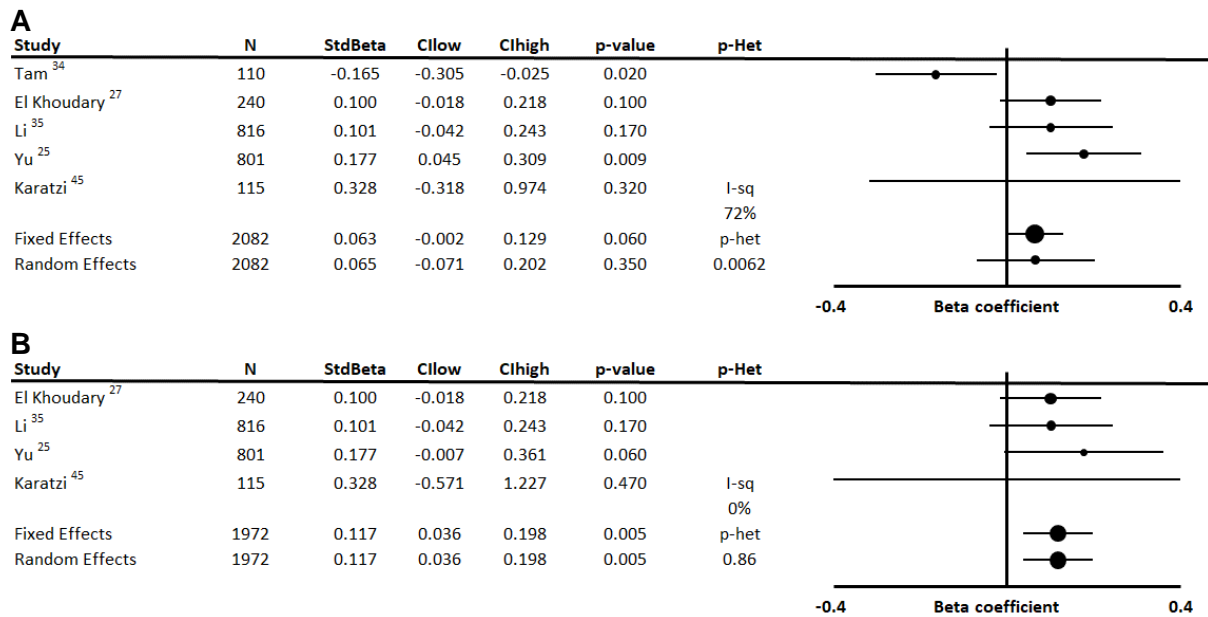 A
Study N StdBeta CIlow CIhigh p-value p-Het
Tam 34 110 -0.165 -0.305 -0.025 0.020
El Khoudary 27 240 0.100 -0.018 0.218 0.100
Li 35 816 0.101 -0.042 0.243 0.170
Yu 25 801 0.177 0.045 0.309 0.009
Karatzi 45 115 0.328 -0.318 0.974 0.320 I-sq
72%
Fixed Effects 2082 0.063 -0.002 0.129 0.060 p-het
Random Effects 2082 0.065 -0.071 0.202 0.350 0.0062
-0.4 Beta coefficient 0.4
B
Study N StdBeta CIlow CIhigh p-value p-Het
El Khoudary 27 240 0.100 -0.018 0.218 0.100
Li 35 816 0.101 -0.042 0.243 0.170
Yu 25 801 0.177 -0.007 0.361 0.060
Karatzi 45 115 0.328 -0.571 1.227 0.470 I-sq
0%
Fixed Effects 1972 0.117 0.036 0.198 0.005 p-het
Random Effects 1972 0.117 0.036 0.198 0.005 0.86
-0.4 Beta coefficient 0.4